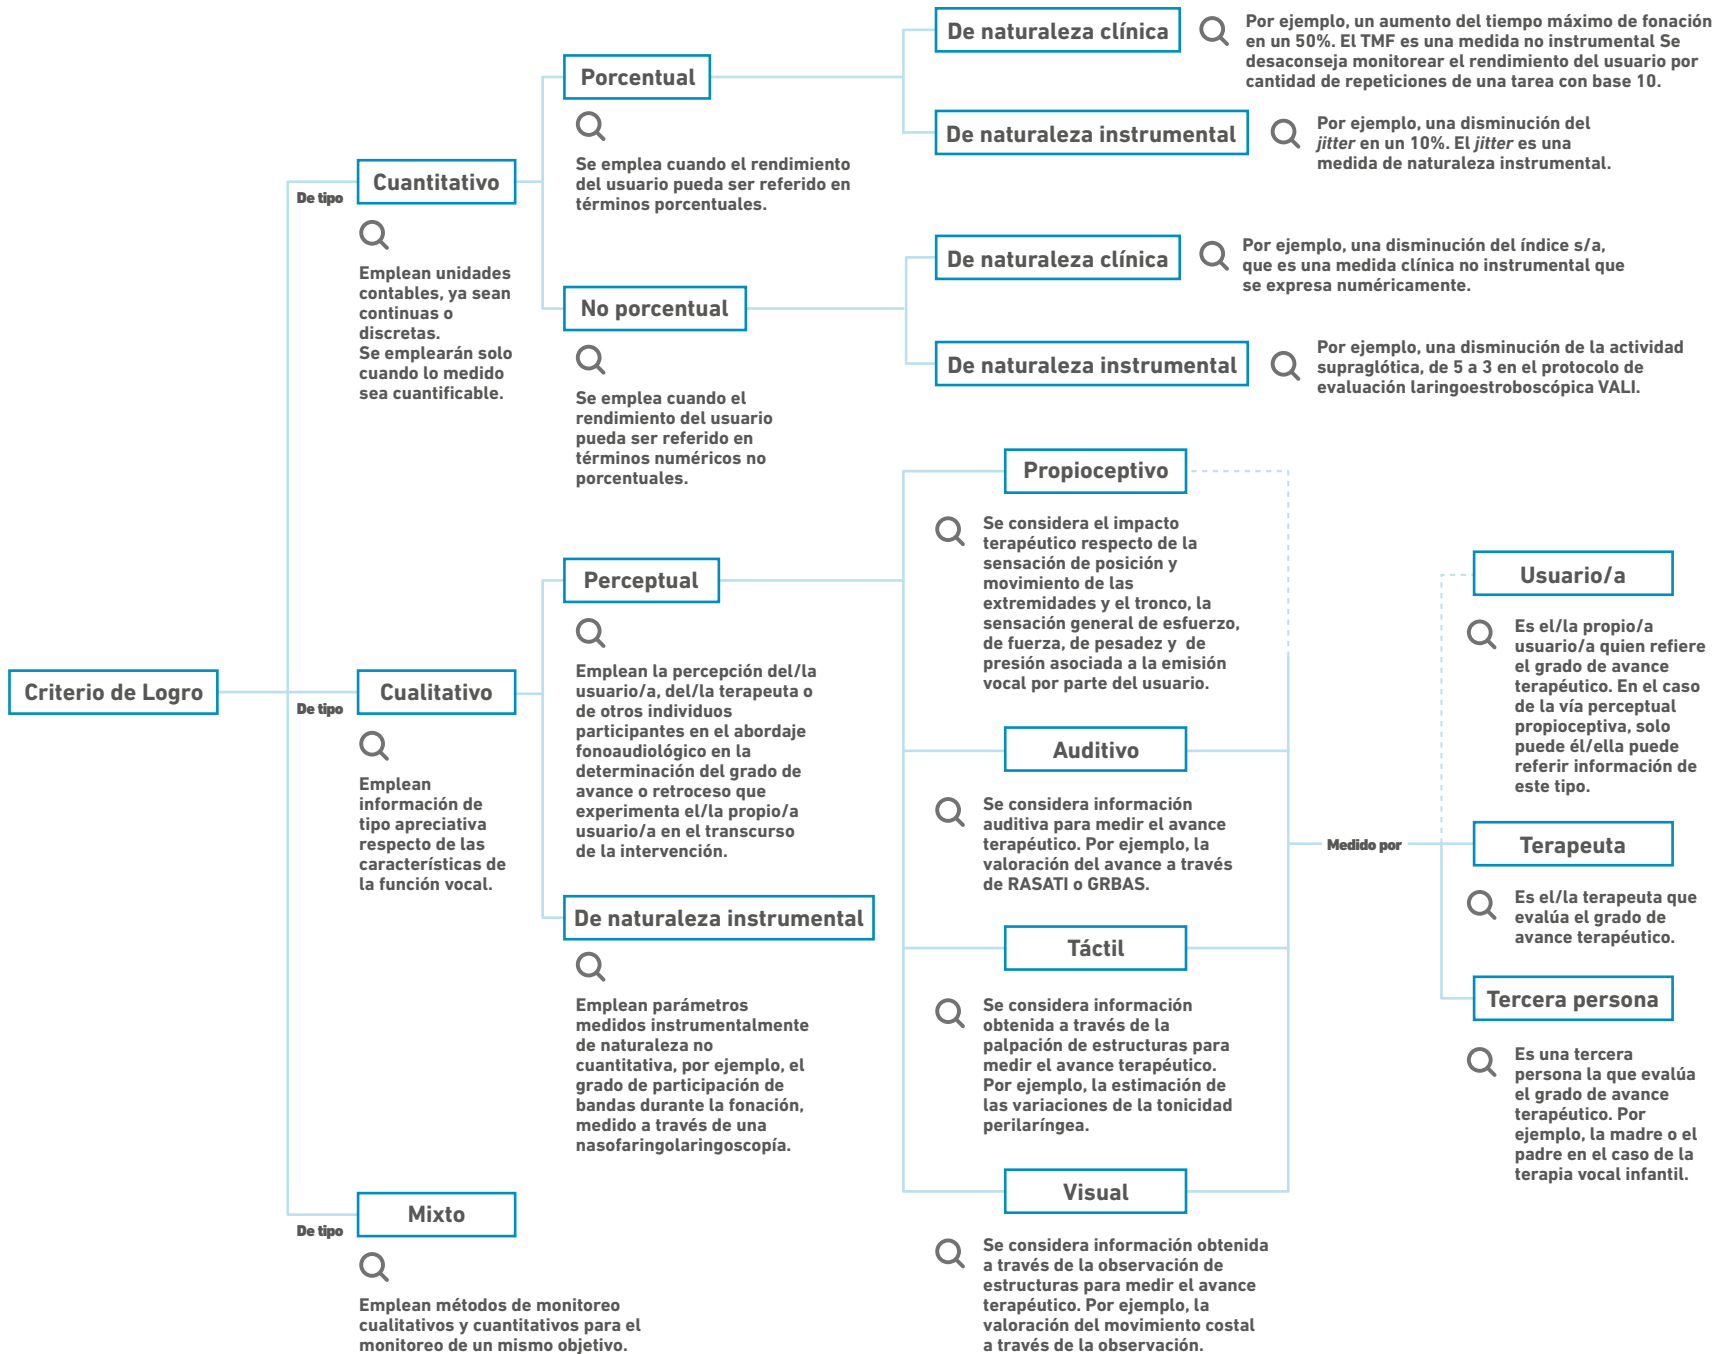 Criterio de Logro
De tipo
Cuantitativo
Emplean unidades
contables, ya sean
continuas o
discretas.
Se emplearán solo
cuando lo medido
sea cuantificable.
Porcentual
Se emplea cuando el rendimiento
del usuario pueda ser referido en
términos porcentuales.
De naturaleza clínica
Por ejemplo, un aumento del tiempo máximo de fonación
en un 50%. El TMF es una medida no instrumental Se
desaconseja monitorear el rendimiento del usuario por
cantidad de repeticiones de una tarea con base 10.
De naturaleza instrumental
Por ejemplo, una disminución del
jitter en un 10%. El jitter es una
medida de naturaleza instrumental.
No porcentual
Se emplea cuando el
rendimiento del usuario
pueda ser referido en
términos numéricos no
porcentuales.
De naturaleza clínica
Por ejemplo, una disminución del índice s/a,
que es una medida clínica no instrumental que
se expresa numéricamente.
De naturaleza instrumental
Por ejemplo, una disminución de la actividad
supraglótica, de 5 a 3 en el protocolo de
evaluación laringoestroboscópica VALI.
De tipo
Cualitativo
Emplean
información de
tipo apreciativa
respecto de las
características de
la función vocal.
Perceptual
Emplean la percepción del/la
usuario/a, del/la terapeuta o
de otros individuos
participantes en el abordaje
fonoaudiológico en la
determinación del grado de
avance o retroceso que
experimenta el/la propio/a
usuario/a en el transcurso
de la intervención.
De naturaleza instrumental
Emplean parámetros
medidos instrumentalmente
de naturaleza no
cuantitativa, por ejemplo, el
grado de participación de
bandas durante la fonación,
medido a través de una
nasofaringolaringoscopía.
Propioceptivo
Se considera el impacto
terapéutico respecto de la
sensación de posición y
movimiento de las
extremidades y el tronco, la
sensación general de esfuerzo,
de fuerza, de pesadez y de
presión asociada a la emisión
vocal por parte del usuario.
Auditivo
Se considera información
auditiva para medir el avance
terapéutico. Por ejemplo, la
valoración del avance a través
de RASATI o GRBAS.
Táctil
Se considera información
obtenida a través de la
palpación de estructuras para
medir el avance terapéutico.
Por ejemplo, la estimación de
las variaciones de la tonicidad
perilaríngea.
Visual
Se considera información obtenida
a través de la observación de
estructuras para medir el avance
terapéutico. Por ejemplo, la
valoración del movimiento costal
a través de la observación.
Medido por
Usuario/a
Es el/la propio/a
usuario/a quien refiere
el grado de avance
terapéutico. En el caso
de la vía perceptual
propioceptiva, solo
puede él/ella puede
referir información de
este tipo.
Terapeuta
Es el/la terapeuta que
evalúa el grado de
avance terapéutico.
Tercera persona
Es una tercera
persona la que evalúa
el grado de avance
terapéutico. Por
ejemplo, la madre o el
padre en el caso de la
terapia vocal infantil.
De tipo
Mixto
Emplean métodos de monitoreo
cualitativos y cuantitativos para el
monitoreo de un mismo objetivo.